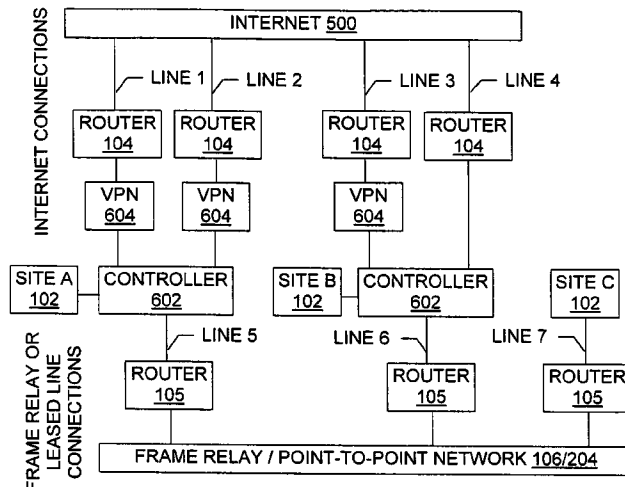 INTERNET 500
INTERNET CONNECTIONS
LINE 1
LINE 2
LINE 3
LINE 4
ROUTER
104
ROUTER
104
ROUTER
104
ROUTER
104
VPN
604
VPN
604
VPN
604
SITE A
102
CONTROLLER
602
SITE B
102
CONTROLLER
602
SITE C
102
LINE 5
LINE 6
LINE 7
FRAME RELAY OR
LEASED LINE
CONNECTIONS
ROUTER
105
ROUTER
105
ROUTER
105
FRAME RELAY / POINT-TO-POINT NETWORK 106/204